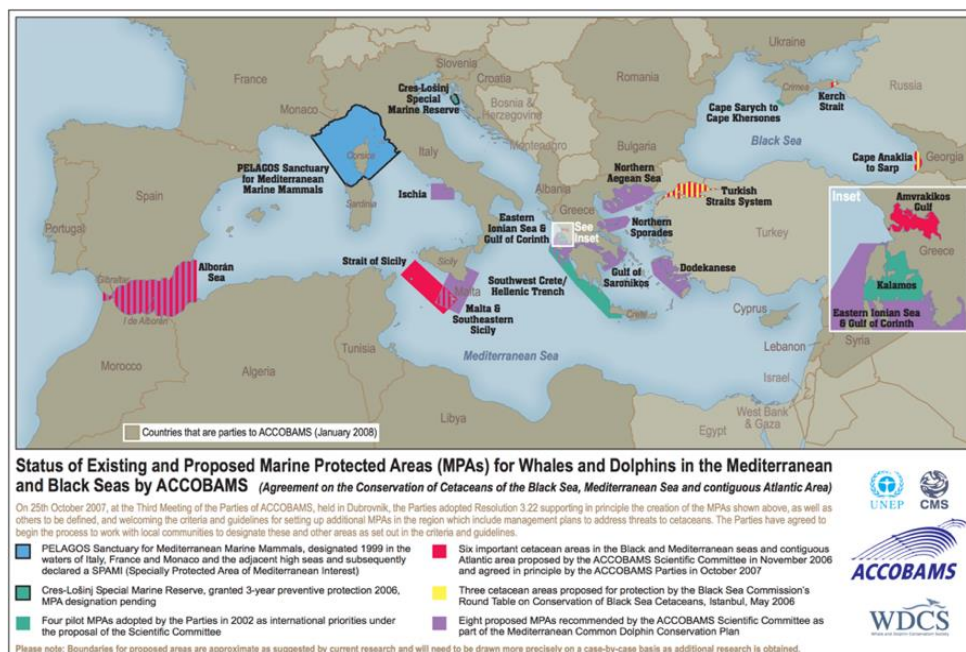 Ukraine
Slovenia
France
Croatia
Romania
Russia
Cres-Lošinj
Special
Marine Reserve
Crimea
Kerch
Strait
Monaco
Bosnia &
Herzegovina
Cape Sarych to
Cape Khersones
Black Sea
Corsica
Italy
Montenegro
Bulgaria
Cape Anaklia
to Sarp
Georgia
PELAGOS Sanctuary
for Mediterranean
Marine Mammals
Northern
Aegean Sea
Spain
Albania
Ischia
Sardinia
Greece
Turkish
Straits System
Inset
Amvrakikos
Gulf
Portugal
Eastern
Ionian Sea &
Gulf of Corinth
See
Inset
Northern
Sporades
Turkey
Greece
Strait of Sicily
Sicily
Alborán
Sea
Gibraltar
Southwest Crete/
Hellenic Trench
Gulf of
Saronikos
Dodekanese
Kalamos
Malta
I de Alborán
Malta &
Southeastern
Sicily
Crete
Cyprus
Eastern Ionian Sea
& Gulf of Corinth
Syria
Lebanon
Mediterranean Sea
Morocco
Algeria
Tunisia
Israel
Libya
Egypt
West Bank
& Gaza
Jordan
Countries that are parties to ACCOBAMS (January 2008)
Status of Existing and Proposed Marine Protected Areas (MPAs) for Whales and Dolphins in the Mediterranean
and Black Seas by ACCOBAMS (Agreement on the Conservation of Cetaceans of the Black Sea, Mediterranean Sea and contiguous Atlantic Area)
UNEP
CMS
On 25th October 2007, at the Third Meeting of the Parties of ACCOBAMS, held in Dubrovnik, the Parties adopted Resolution 3.22 supporting in principle the creation of the MPAs shown above, as well as
others to be defined, and welcoming the criteria and guidelines for setting up additional MPAs in the region which include management plans to address threats to cetaceans. The Parties have agreed to
begin the process to work with local communities to designate these and other areas as set out in the criteria and guidelines.
PELAGOS Sanctuary for Mediterranean Marine Mammals, designated 1999 in the
waters of Italy, France and Monaco and the adjacent high seas and subsequently
declared a SPAMI (Specially Protected Area of Mediterranean Interest)
Cres-Lošinj Special Marine Reserve, granted 3-year preventive protection 2006,
MPA designation pending
Four pilot MPAs adopted by the Parties in 2002 as international priorities under
the proposal of the Scientific Committee
Six important cetacean areas in the Black and Mediterranean seas and contiguous
Atlantic area proposed by the ACCOBAMS Scientific Committee in November 2006
and agreed in principle by the ACCOBAMS Parties in October 2007
Three cetacean areas proposed for protection by the Black Sea Commission's
Round Table on Conservation of Black Sea Cetaceans, Istanbul, May 2006
Eight proposed MPAs recommended by the ACCOBAMS Scientific Committee as
part of the Mediterranean Common Dolphin Conservation Plan
ACCOBAMS
WDCS
Whale and Dolphin Conservation Society
Please note: Boundaries for proposed areas are approximate as suggested by current research and will need to be drawn more precisely on a case-by-case basis as additional research is obtained.